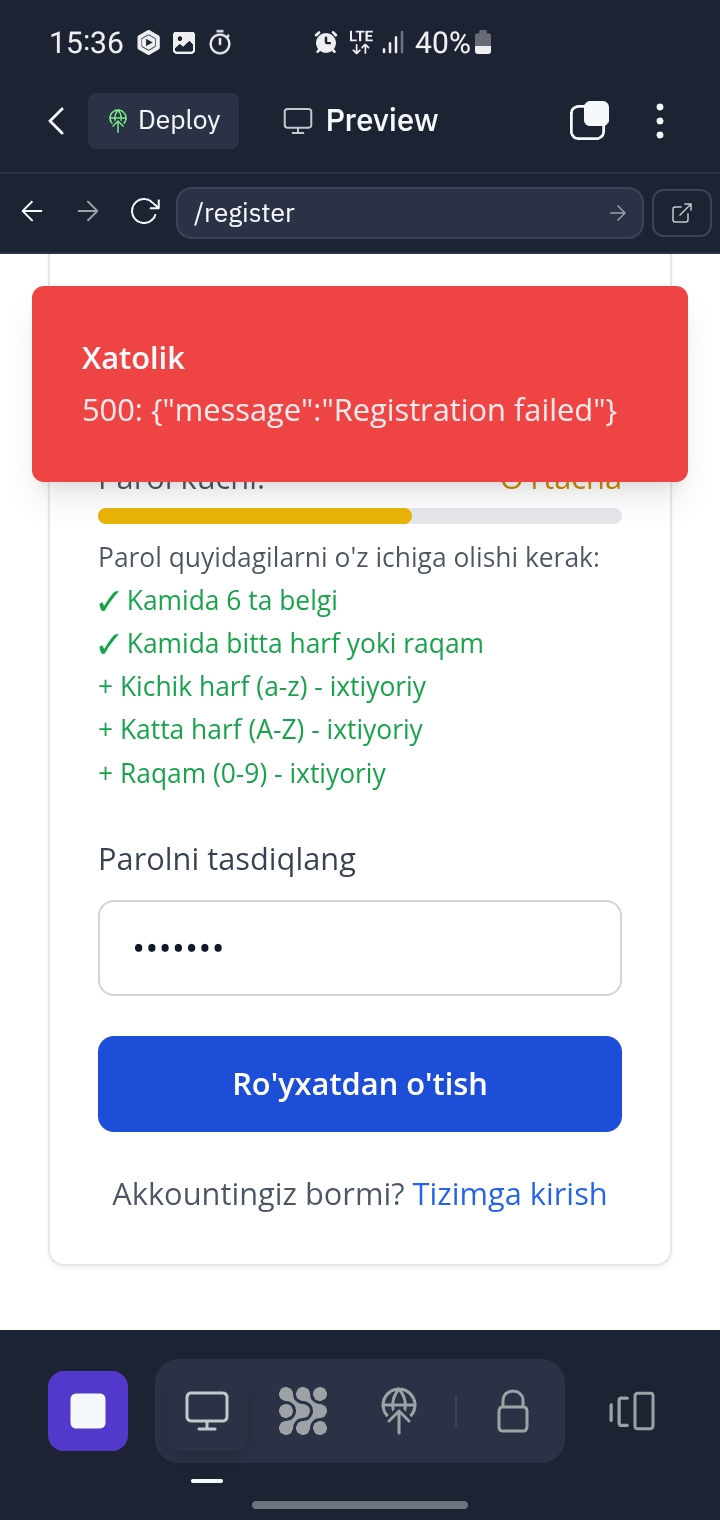 15:36 LTE 40%
Deploy Preview
/register
Xatolik
500: {"message":"Registration failed"}
Parol kuchi: O'rtacha
Parol quyidagilarni o'z ichiga olishi kerak:
✓ Kamida 6 ta belgi
✓ Kamida bitta harf yoki raqam
+ Kichik harf (a-z) - ixtiyoriy
+ Katta harf (A-Z) - ixtiyoriy
+ Raqam (0-9) - ixtiyoriy
Parolni tasdiqlang
•••••••
Ro'yxatdan o'tish
Akkountingiz bormi? Tizimga kirish